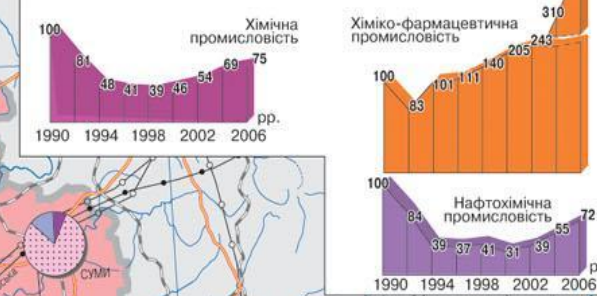 Хімічна
промисловість
100
81
48
41
39
46
54
69
75
рр.
1990 1994 1998 2002 2006
Хіміко-фармацевтична
промисловість
100
83
101
111
140
205
243
310
Нафтохімічна
промисловість
100
84
39
37
41
31
39
55
72
1990 1994 1998 2002 2006
СУМИ